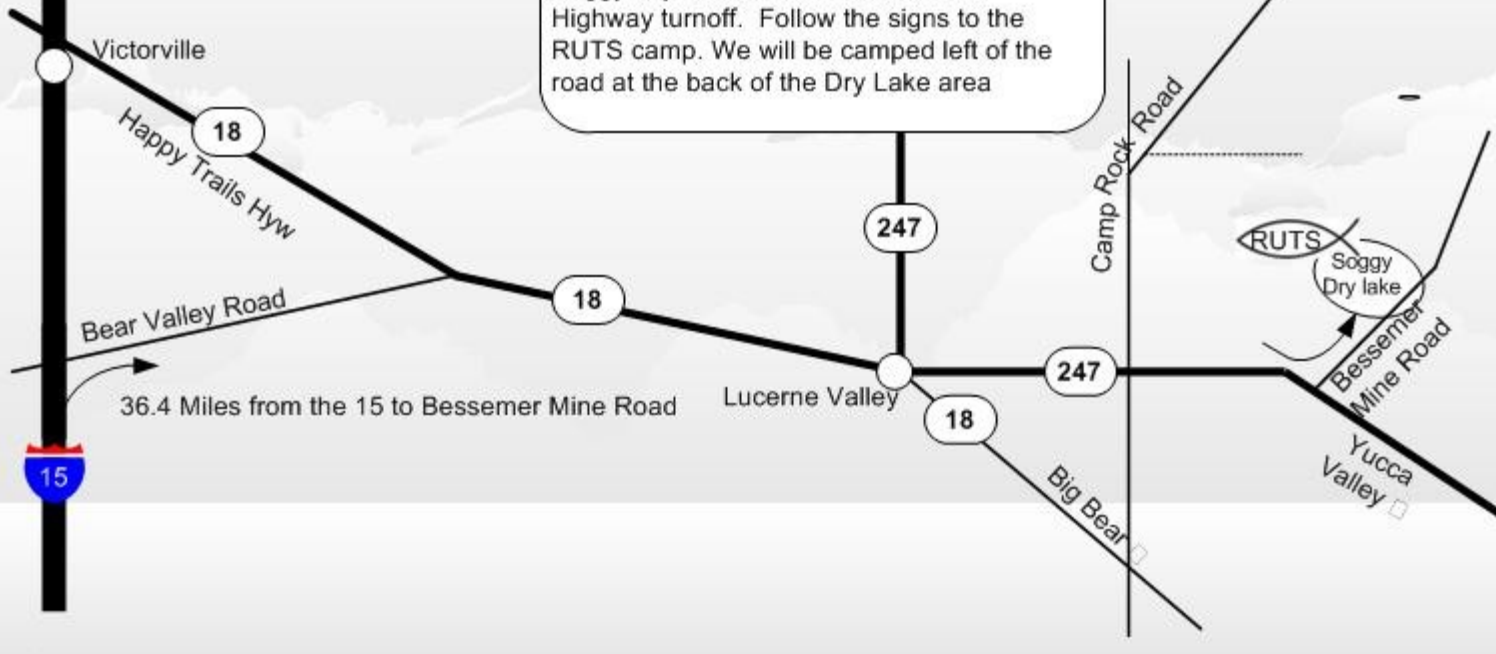 Highway turnoff. Follow the signs to the
RUTS camp. We will be camped left of the
road at the back of the Dry Lake area
Victorville
18
Happy Trails Hyw
247
Camp Rock Road
RUTS
Soggy
Dry lake
18
Bear Valley Road
247
Bessemer
Mine Road
36.4 Miles from the 15 to Bessemer Mine Road
Lucerne Valley
18
15
Big Bear
Yucca
Valley